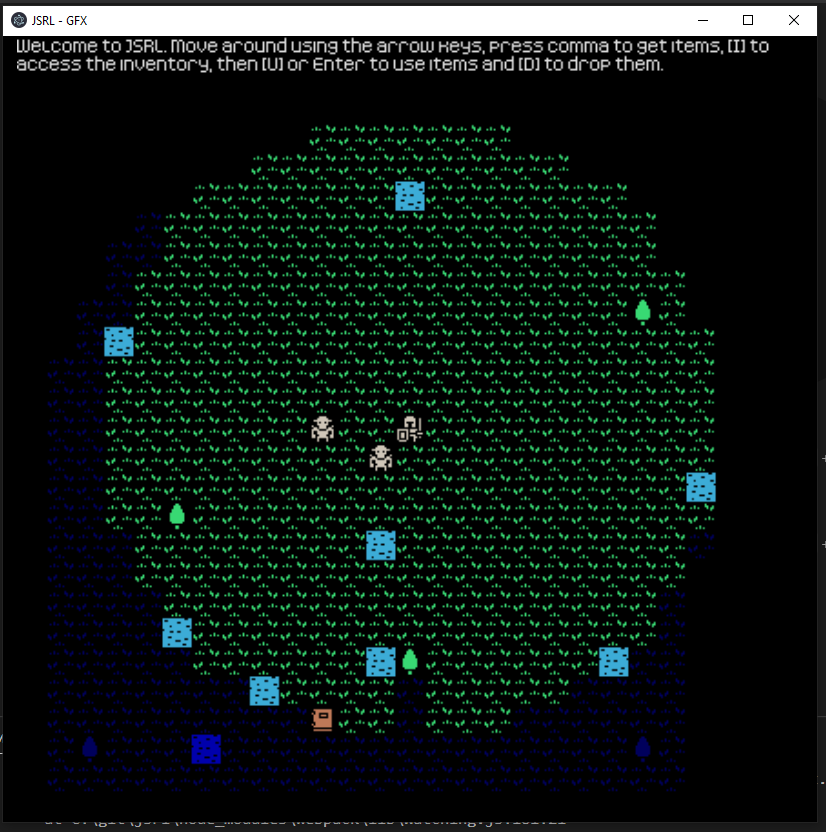 JSRL - GFX
Welcome to JSRL. Move around using the arrow keys, press comma to get items, [I] to
access the inventory, then [U] or Enter to use items and [D] to drop them.